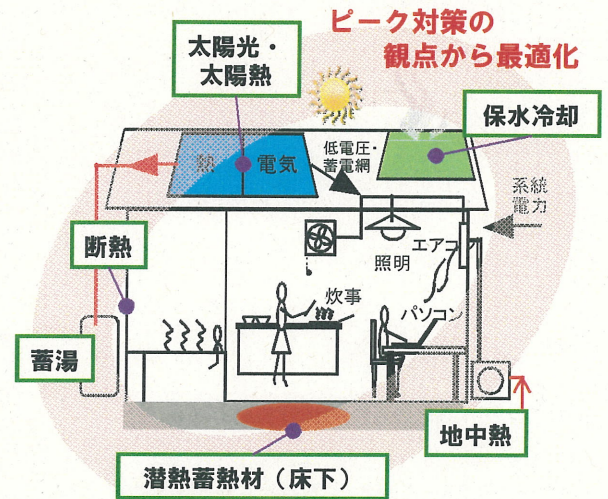 ピーク対策の
観点から最適化
太陽光・
太陽熱
保水冷却
熱 電気
低電圧・
蓄電網
系統
電力
断熱
エアコ
照明
炊事
パソコン
蓄湯
地中熱
潜熱蓄熱材（床下）